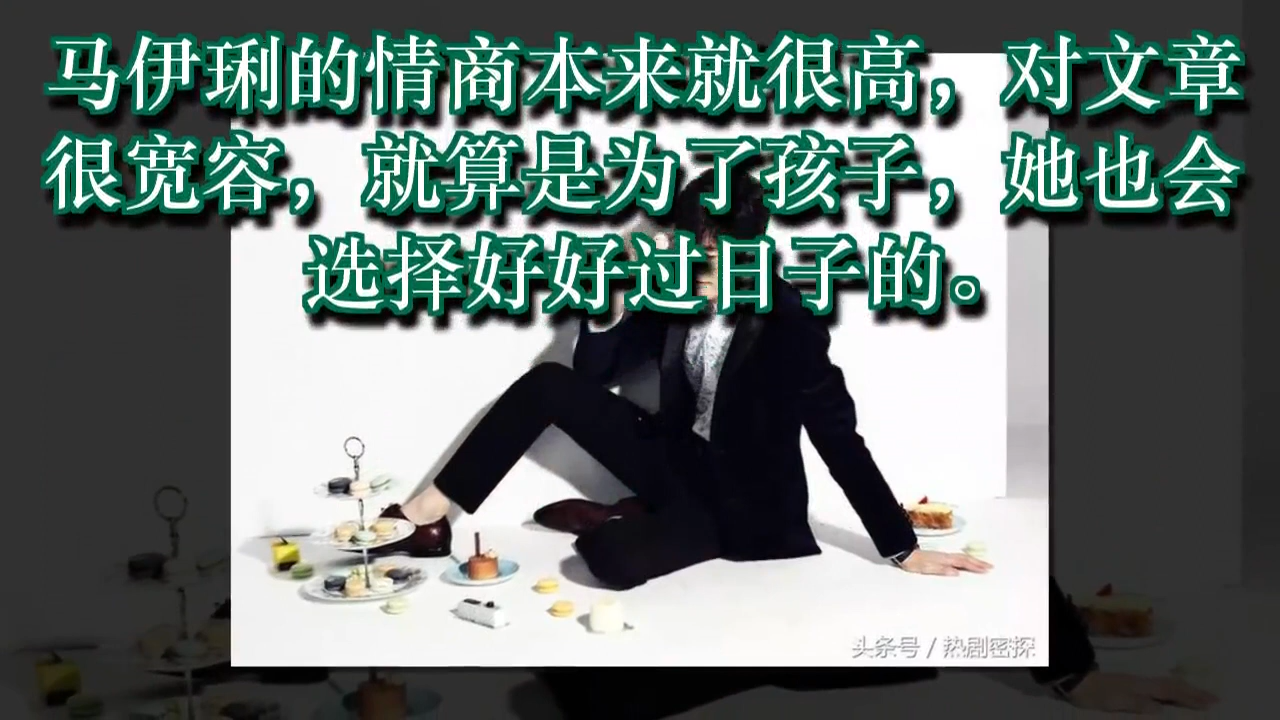 马伊琍的情商本来就很高，对文章
很宽容，就算是为了孩子，她也会
选择好好过日子的。
头条号 / 热剧密探